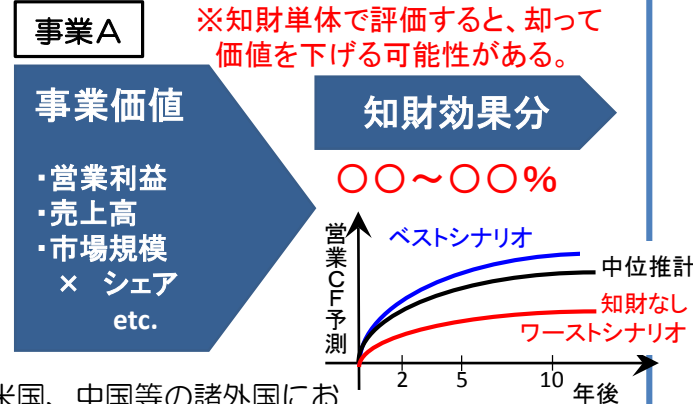 事業A
※知財単体で評価すると、却って
価値を下げる可能性がある。
事業価値
・営業利益
・売上高
・市場規模
× シェア
etc.
知財効果分
〇〇～〇〇%
営業CF予測
ベストシナリオ
中位推計
知財なし
ワーストシナリオ
2 5 10 年後
米国、中国等の諸外国にお